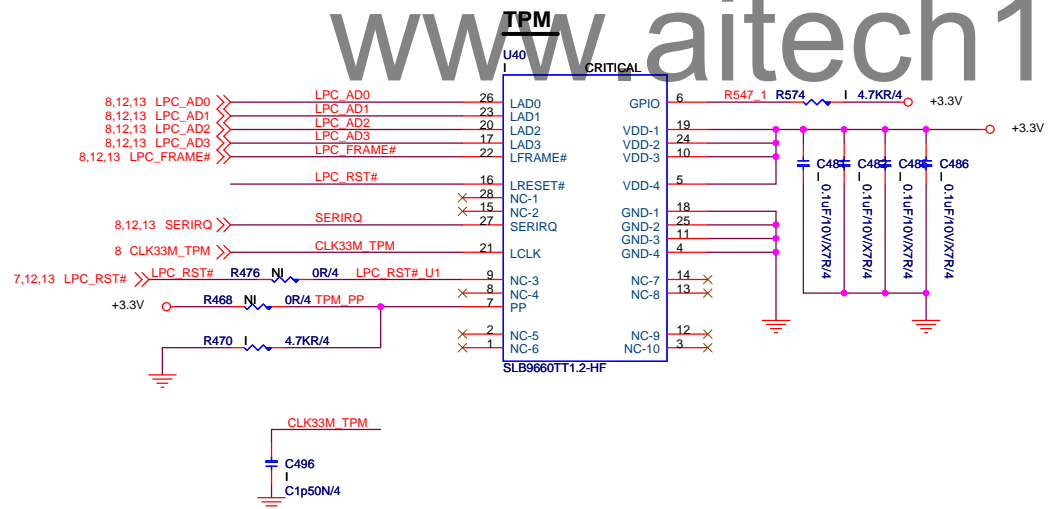 www.aitech1
TPM
U40
I
CRITICAL
8,12,13 LPC_AD0 LPC_AD0 26 LAD0 GPIO 6 R547_1 R574 I 4.7KR/4 +3.3V
8,12,13 LPC_AD1 LPC_AD1 23 LAD1
8,12,13 LPC_AD2 LPC_AD2 20 LAD2 VDD-1 19 +3.3V
8,12,13 LPC_AD3 LPC_AD3 17 LAD3 VDD-2 24
8,12,13 LPC_FRAME# LPC_FRAME# 22 LFRAME# VDD-3 10
C486
I I I I
0.1uF/10V/X7R/4 0.1uF/10V/X7R/4 0.1uF/10V/X7R/4 0.1uF/10V/X7R/4
LPC_RST# 16 LRESET# VDD-4 5
28 NC-1
15 NC-2 GND-1 18
8,12,13 SERIRQ SERIRQ 27 SERIRQ GND-2 25
GND-3 11
8 CLK33M_TPM CLK33M_TPM 21 LCLK GND-4 4
7,12,13 LPC_RST# LPC_RST# R476 NI 0R/4 LPC_RST#_U1 9 NC-3 NC-7 14
8 NC-4 NC-8 13
+3.3V R468 NI 0R/4 TPM_PP 7 PP
2 NC-5 NC-9 12
R470 I 4.7KR/4 1 NC-6 NC-10 3
SLB9660TT1.2-HF
CLK33M_TPM
C496
I
C1p50N/4